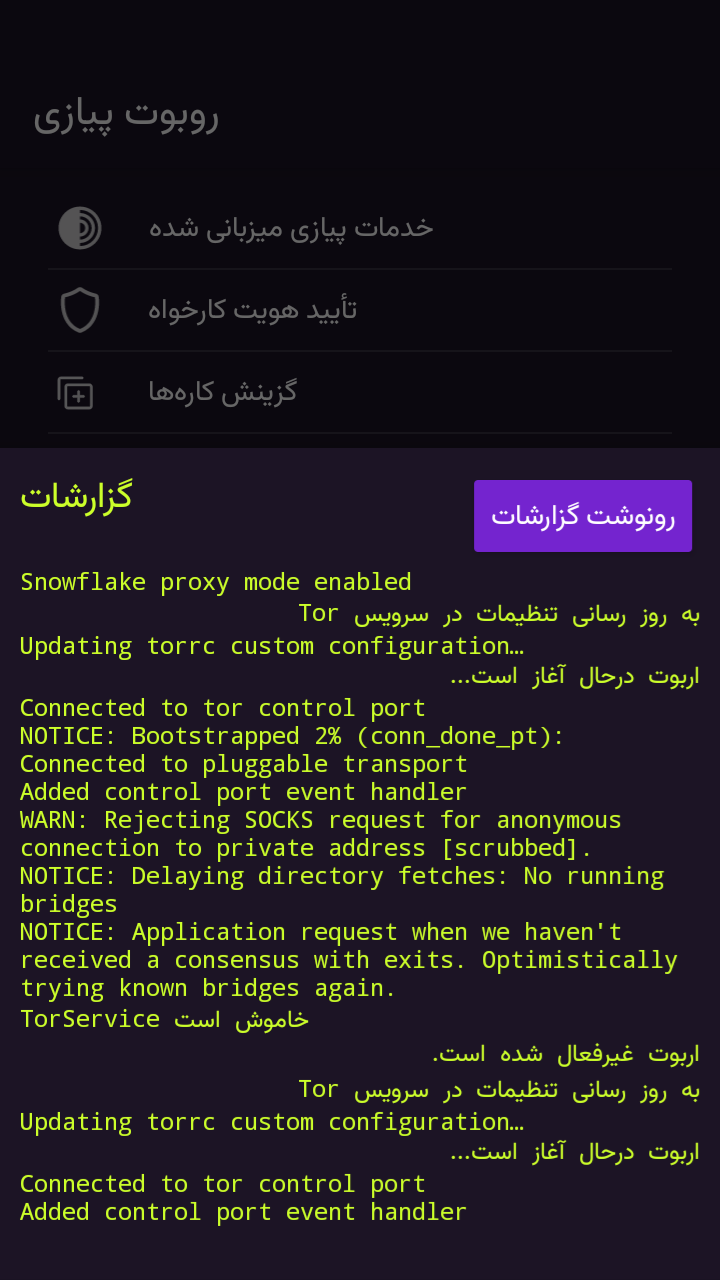 روبوت پیازی
خدمات پیازی میزبانی شده
تأیید هویت کارخواه
گزینش کاره‌ها
گزارشات
رونوشت گزارشات
Snowflake proxy mode enabled
به روز رسانی تنظیمات در سرویس Tor
Updating torrc custom configuration…
اربوت درحال آغاز است...
Connected to tor control port
NOTICE: Bootstrapped 2% (conn_done_pt):
Connected to pluggable transport
Added control port event handler
WARN: Rejecting SOCKS request for anonymous
connection to private address [scrubbed].
NOTICE: Delaying directory fetches: No running
bridges
NOTICE: Application request when we haven't
received a consensus with exits. Optimistically
trying known bridges again.
TorService خاموش است
اربوت غیرفعال شده است.
به روز رسانی تنظیمات در سرویس Tor
Updating torrc custom configuration…
اربوت درحال آغاز است...
Connected to tor control port
Added control port event handler